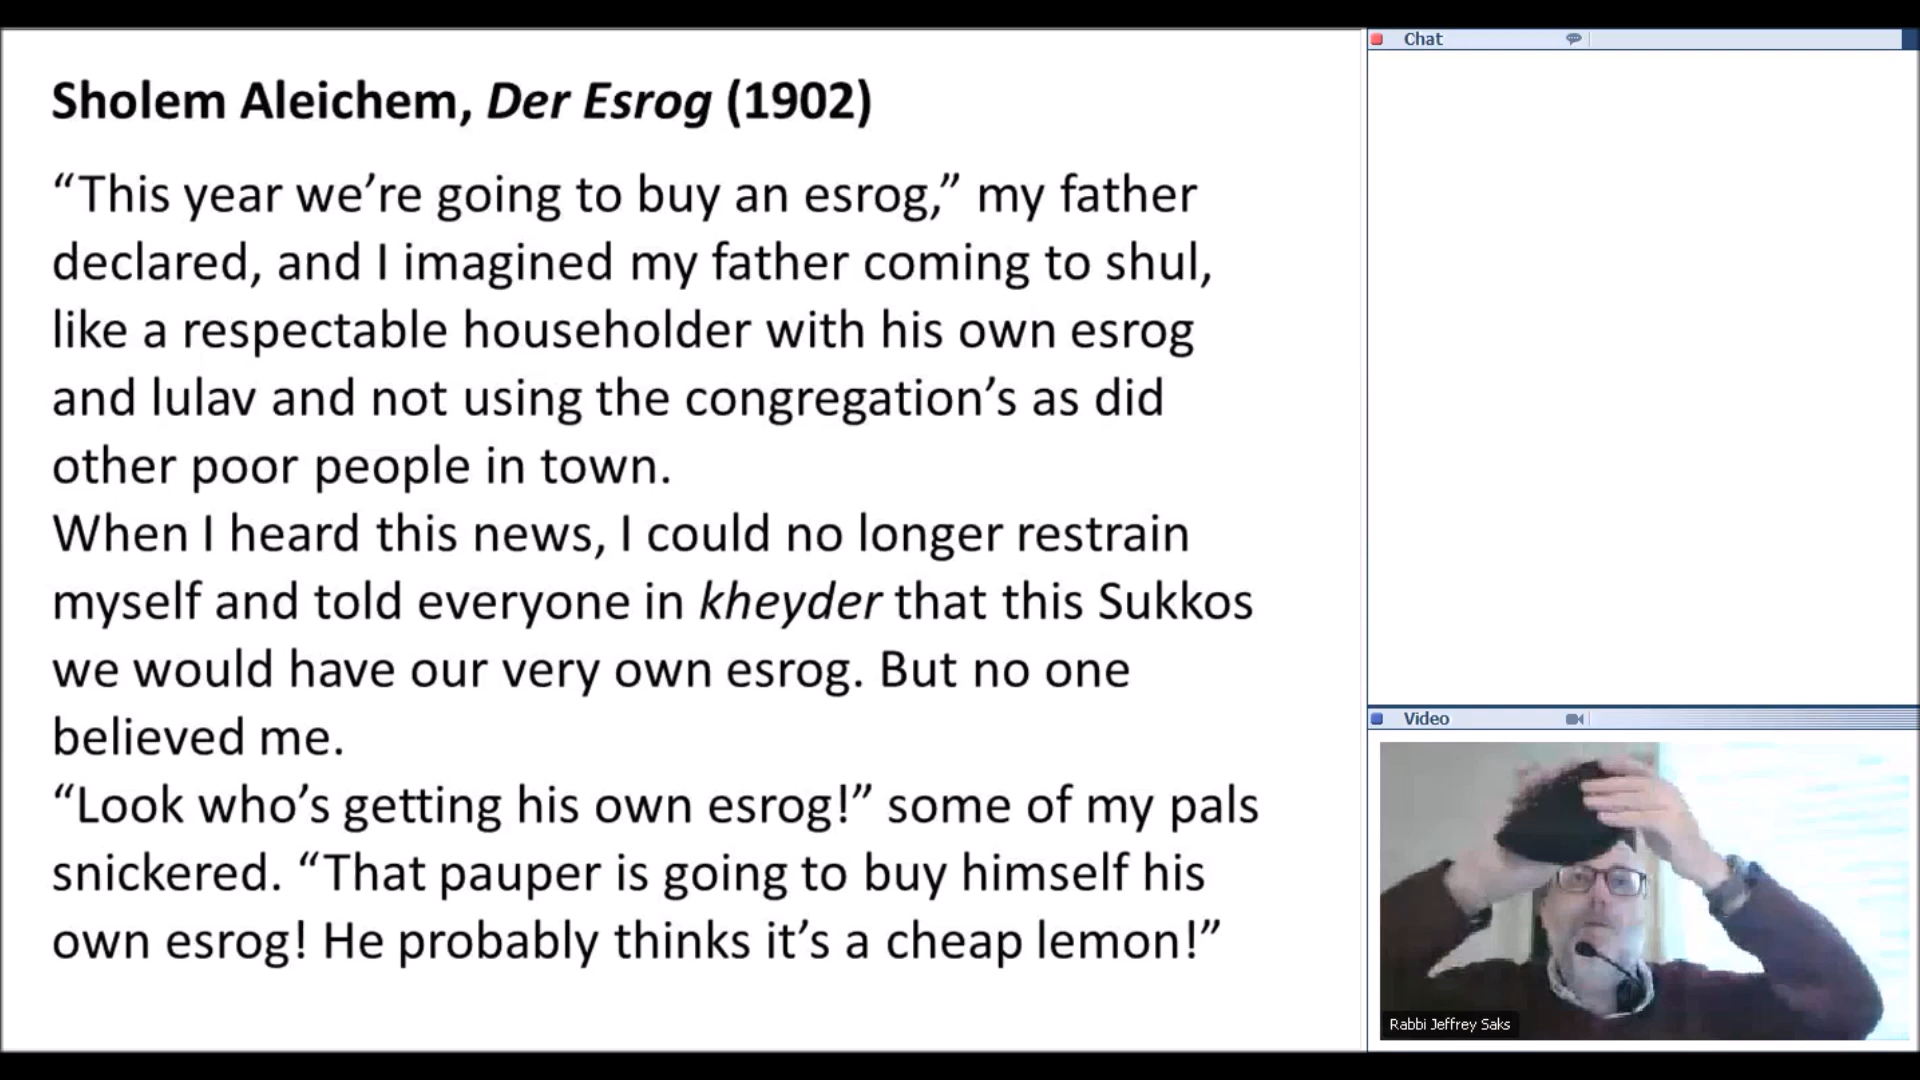 Sholem Aleichem, Der Esrog (1902)
“This year we’re going to buy an esrog,” my father
declared, and I imagined my father coming to shul,
like a respectable householder with his own esrog
and lulav and not using the congregation’s as did
other poor people in town.
When I heard this news, I could no longer restrain
myself and told everyone in kheyder that this Sukkos
we would have our very own esrog. But no one
believed me.
“Look who’s getting his own esrog!” some of my pals
snickered. “That pauper is going to buy himself his
own esrog! He probably thinks it’s a cheap lemon!”
Chat
Video
Rabbi Jeffrey Saks